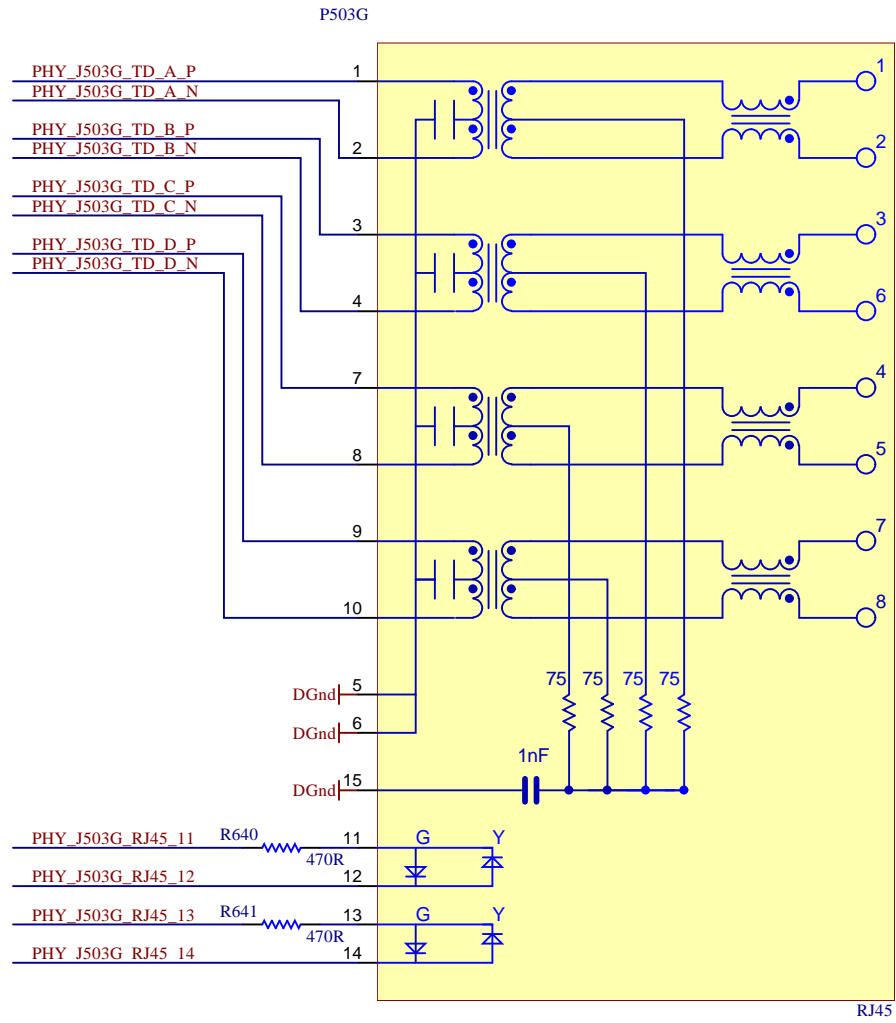 P503G
PHY_J503G_TD_A_P 1 1
PHY_J503G_TD_A_N
PHY_J503G_TD_B_P
PHY_J503G_TD_B_N 2 2
PHY_J503G_TD_C_P
PHY_J503G_TD_C_N
3 3
PHY_J503G_TD_D_P
PHY_J503G_TD_D_N
4 6
7 4
8 5
9 7
10 8
75 75 75 75
DGnd 5
DGnd 6
1nF
DGnd 15
PHY_J503G_RJ45_11 R640 470R 11 G Y
PHY_J503G_RJ45_12 12
PHY_J503G_RJ45_13 R641 470R 13 G Y
PHY_J503G_RJ45_14 14
RJ45